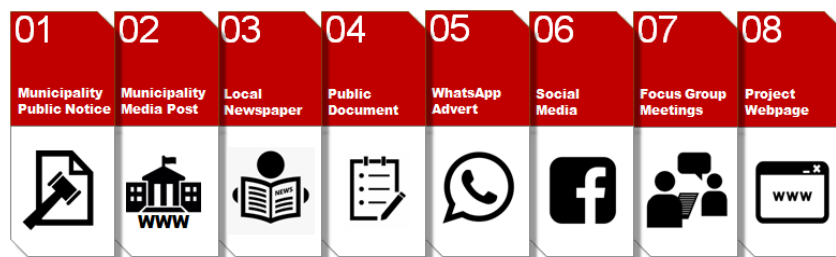 01
Municipality
Public Notice
02
Municipality
Media Post
03
Local
Newspaper
04
Public
Document
05
WhatsApp
Advert
06
Social
Media
07
Focus Group
Meetings
08
Project
Webpage
WWW
NEWS
f
www